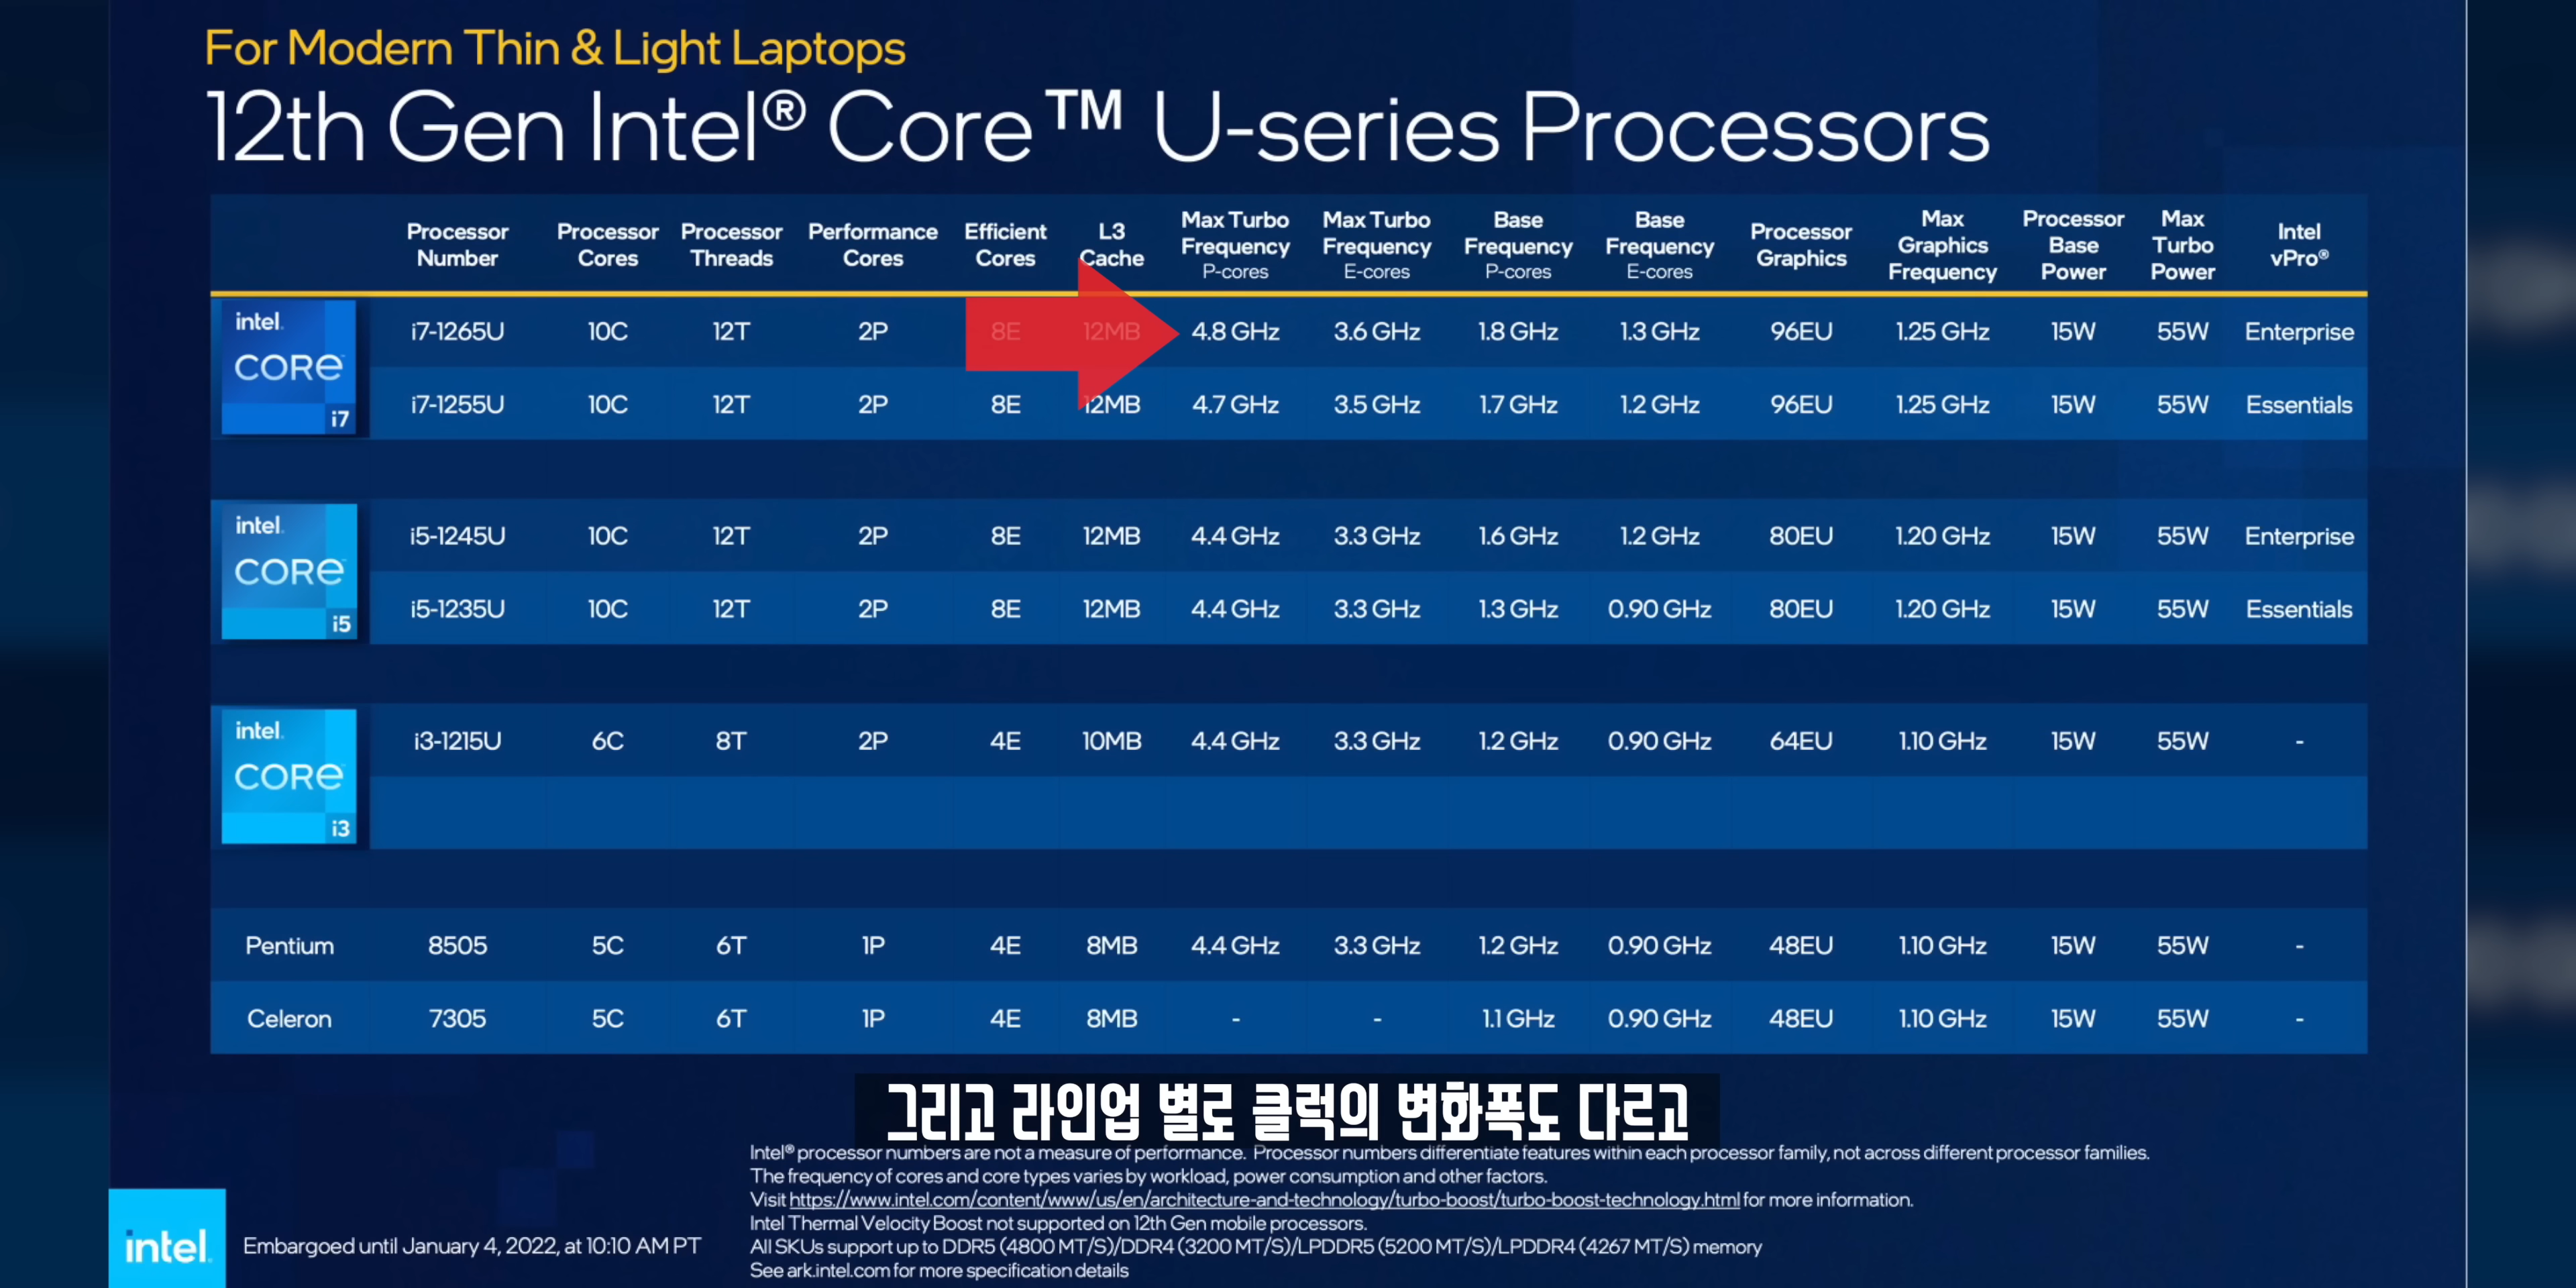 For Modern Thin & Light Laptops
12th Gen Intel® Core™ U-series Processors
Processor Number Processor Cores Processor Threads Performance Cores Efficient Cores L3 Cache Max Turbo Frequency P-cores Max Turbo Frequency E-cores Base Frequency P-cores Base Frequency E-cores Processor Graphics Max Graphics Frequency Processor Base Power Max Turbo Power Intel vPro®
intel. CORE i7
i7-1265U 10C 12T 2P 8E 12MB 4.8 GHz 3.6 GHz 1.8 GHz 1.3 GHz 96EU 1.25 GHz 15W 55W Enterprise
i7-1255U 10C 12T 2P 8E 12MB 4.7 GHz 3.5 GHz 1.7 GHz 1.2 GHz 96EU 1.25 GHz 15W 55W Essentials
intel. CORE i5
i5-1245U 10C 12T 2P 8E 12MB 4.4 GHz 3.3 GHz 1.6 GHz 1.2 GHz 80EU 1.20 GHz 15W 55W Enterprise
i5-1235U 10C 12T 2P 8E 12MB 4.4 GHz 3.3 GHz 1.3 GHz 0.90 GHz 80EU 1.20 GHz 15W 55W Essentials
intel. CORE i3
i3-1215U 6C 8T 2P 4E 10MB 4.4 GHz 3.3 GHz 1.2 GHz 0.90 GHz 64EU 1.10 GHz 15W 55W -
Pentium 8505 5C 6T 1P 4E 8MB 4.4 GHz 3.3 GHz 1.2 GHz 0.90 GHz 48EU 1.10 GHz 15W 55W -
Celeron 7305 5C 6T 1P 4E 8MB - - 1.1 GHz 0.90 GHz 48EU 1.10 GHz 15W 55W -
그리고 라인업 별로 클럭의 변화폭도 다르고
Intel® processor numbers are not a measure of performance. Processor numbers differentiate features within each processor family, not across different processor families.
The frequency of cores and core types varies by workload, power consumption and other factors.
Visit https://www.intel.com/content/www/us/en/architecture-and-technology/turbo-boost/turbo-boost-technology.html for more information.
Intel Thermal Velocity Boost not supported on 12th Gen mobile processors.
All SKUs support up to DDR5 (4800 MT/S)/DDR4 (3200 MT/S)/LPDDR5 (5200 MT/S)/LPDDR4 (4267 MT/S) memory
See ark.intel.com for more specification details
intel.
Embargoed until January 4, 2022, at 10:10 AM PT